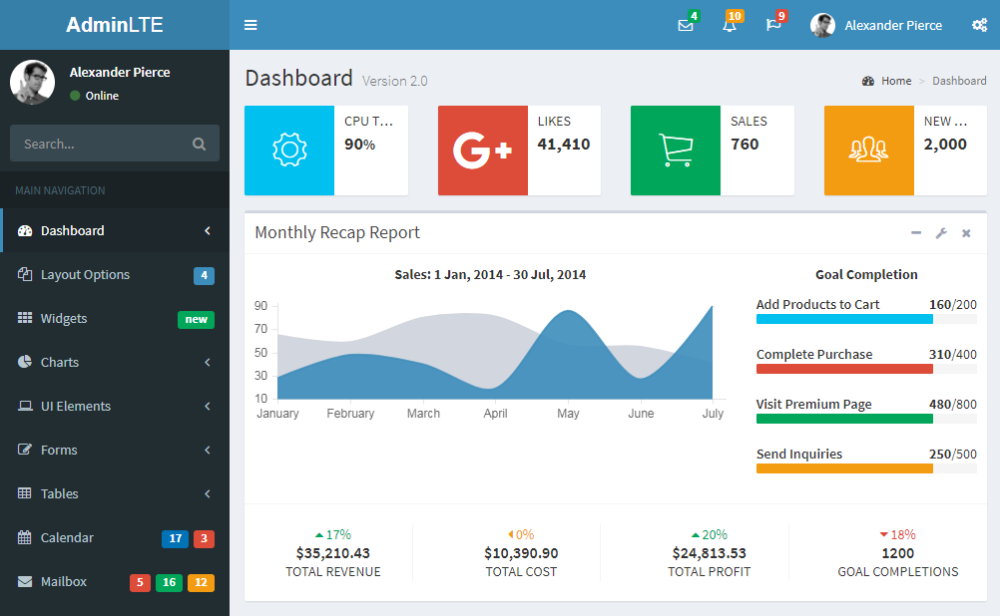 AdminLTE
4
10
9
Alexander Pierce
Alexander Pierce
Online
Search...
MAIN NAVIGATION
Dashboard
Layout Options 4
Widgets new
Charts
UI Elements
Forms
Tables
Calendar 17 3
Mailbox 5 16 12
Dashboard Version 2.0
Home > Dashboard
CPU T...
90%
G+
LIKES
41,410
SALES
760
NEW ...
2,000
Monthly Recap Report
Sales: 1 Jan, 2014 - 30 Jul, 2014
90
70
50
30
10
January February March April May June July
Goal Completion
Add Products to Cart 160/200
Complete Purchase 310/400
Visit Premium Page 480/800
Send Inquiries 250/500
17%
$35,210.43
TOTAL REVENUE
0%
$10,390.90
TOTAL COST
20%
$24,813.53
TOTAL PROFIT
18%
1200
GOAL COMPLETIONS